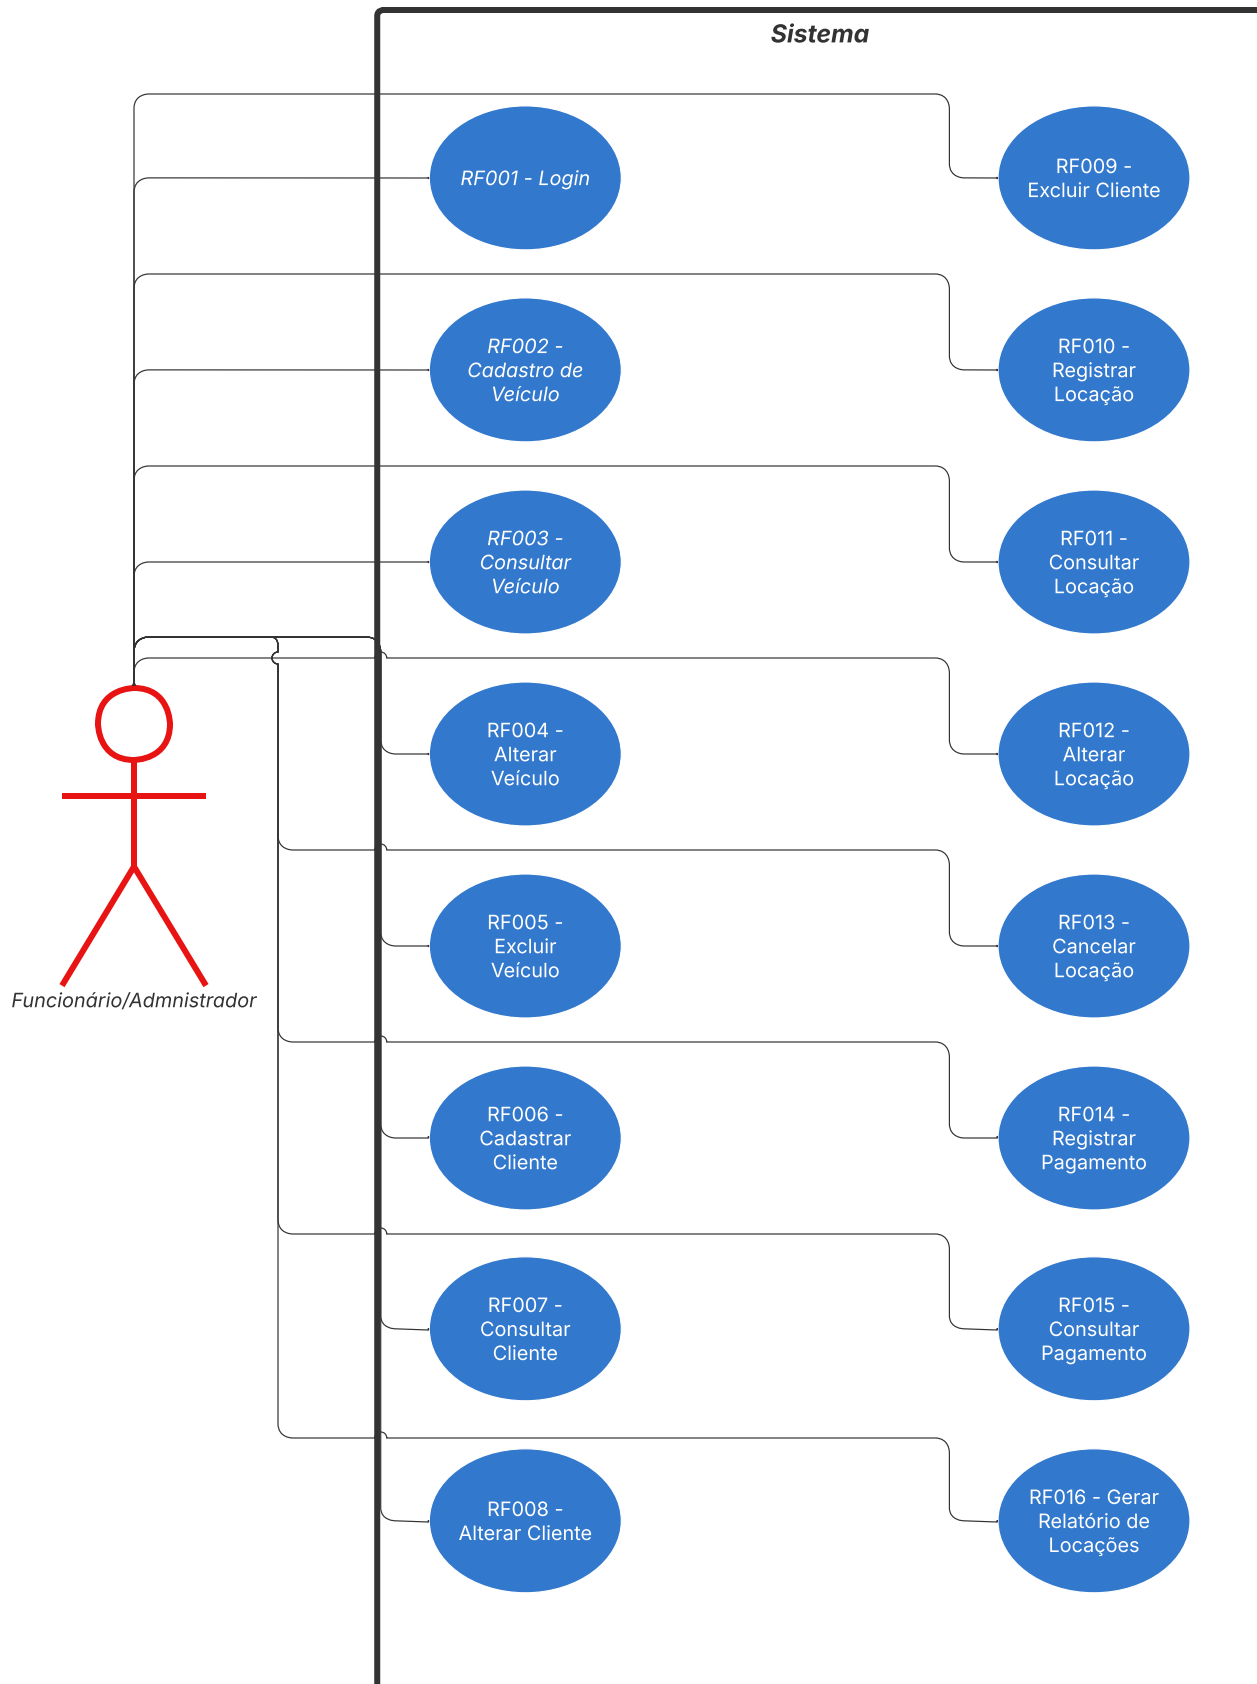 Sistema
RF001 - Login
RF009 -
Excluir Cliente
RF002 -
Cadastro de
Veículo
RF010 -
Registrar
Locação
RF003 -
Consultar
Veículo
RF011 -
Consultar
Locação
RF004 -
Alterar
Veículo
RF012 -
Alterar
Locação
RF005 -
Excluir
Veículo
RF013 -
Cancelar
Locação
Funcionário/Admnistrador
RF006 -
Cadastrar
Cliente
RF014 -
Registrar
Pagamento
RF007 -
Consultar
Cliente
RF015 -
Consultar
Pagamento
RF008 -
Alterar Cliente
RF016 - Gerar
Relatório de
Locações